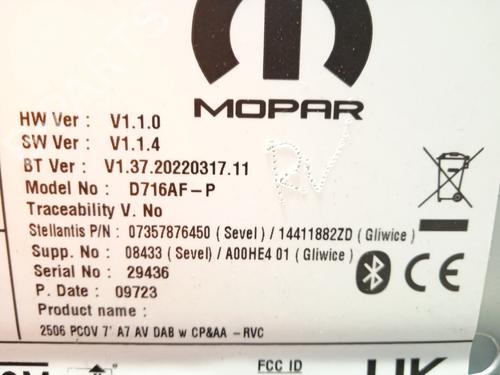 MOPAR
HW Ver : V1.1.0
SW Ver : V1.1.4
BT Ver : V1.37.20220317.11
Model No : D716AF-P
Traceability V. No
Stellantis P/N : 07357876450 ( Sevel ) / 14411882ZD ( Gliwice )
Supp. No : 08433 ( Sevel) / A00HE4 01 ( Gliwice )
Serial No : 29436
P. Date : 09723
Product name :
2506 PCOV 7' A7 AV DAB w CP&AA - RVC
RV
CE
FCC ID